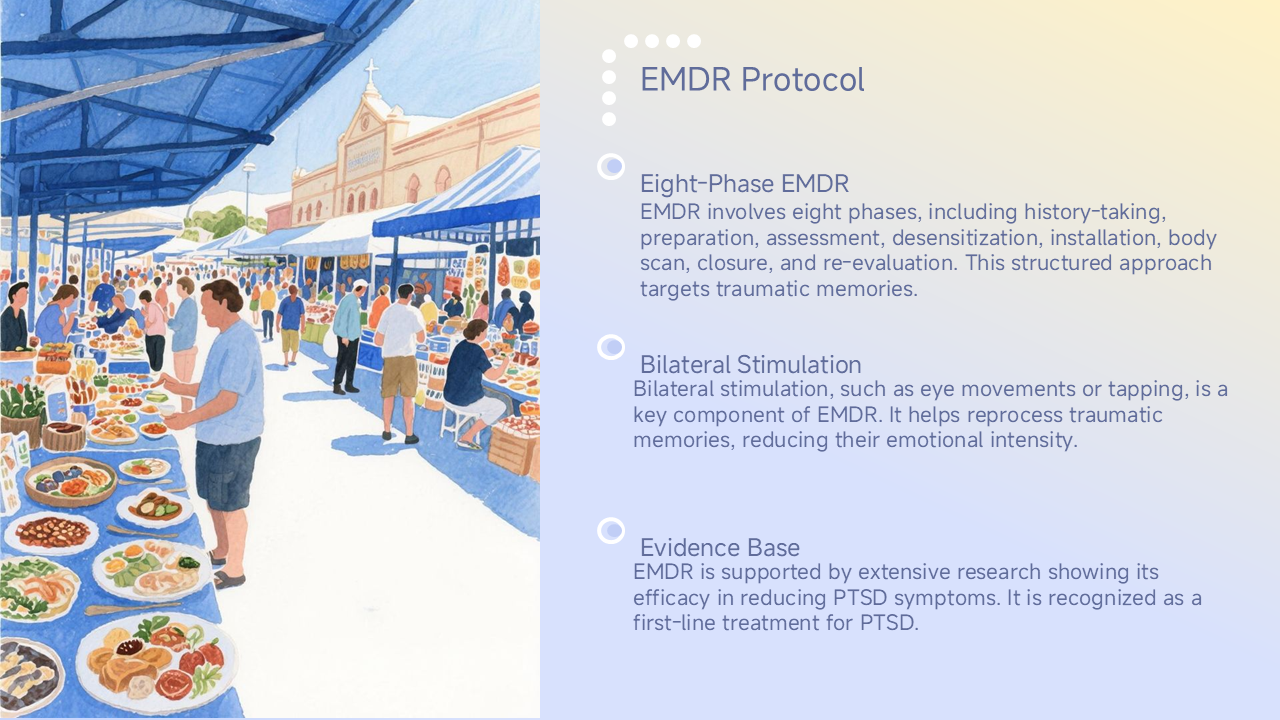 EMDR Protocol
Eight-Phase EMDR
EMDR involves eight phases, including history-taking,
preparation, assessment, desensitization, installation, body
scan, closure, and re-evaluation. This structured approach
targets traumatic memories.
Bilateral Stimulation
Bilateral stimulation, such as eye movements or tapping, is a
key component of EMDR. It helps reprocess traumatic
memories, reducing their emotional intensity.
Evidence Base
EMDR is supported by extensive research showing its
efficacy in reducing PTSD symptoms. It is recognized as a
first-line treatment for PTSD.